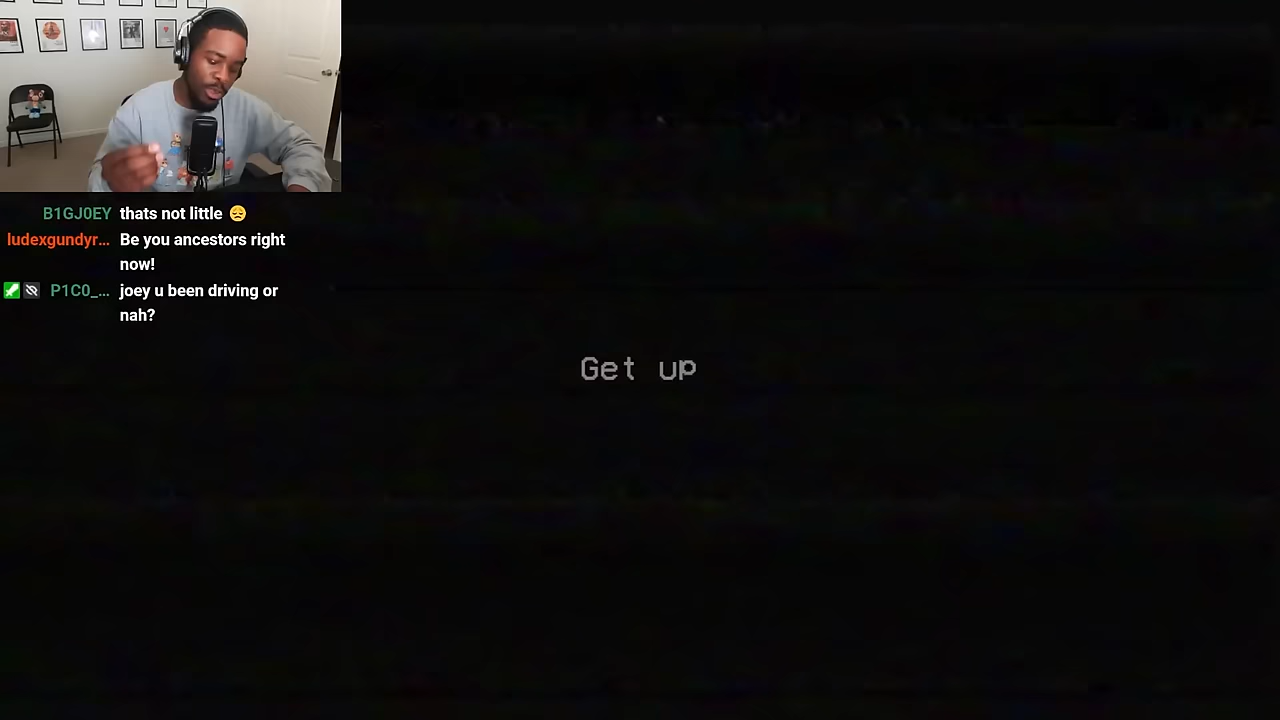 B1GJ0EY thats not little 😔
ludexgundyr... Be you ancestors right
now!
P1C0_... joey u been driving or
nah?
Get up